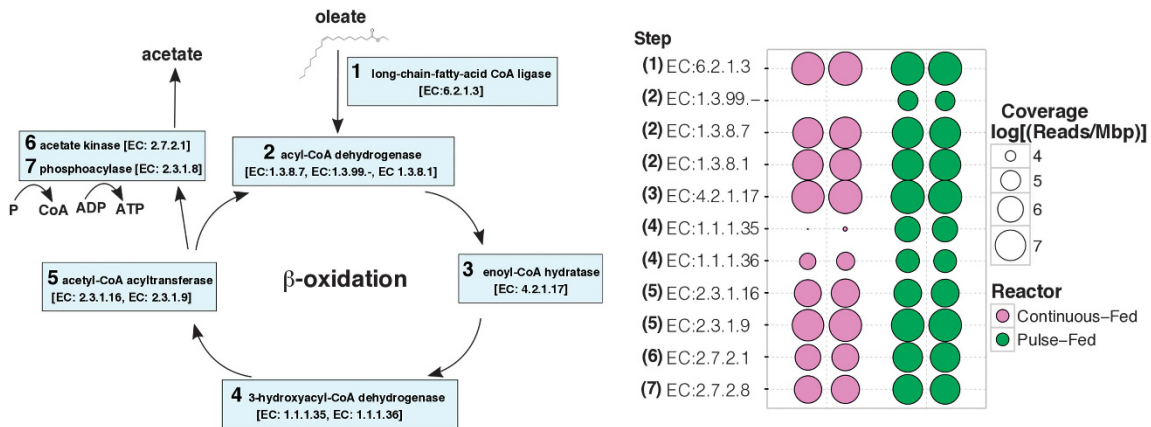 oleate
acetate
1 long-chain-fatty-acid CoA ligase
[EC:6.2.1.3]
6 acetate kinase [EC: 2.7.2.1]
7 phosphoacylase [EC: 2.3.1.8]
P CoA ADP ATP
2 acyl-CoA dehydrogenase
[EC:1.3.8.7, EC:1.3.99.-, EC 1.3.8.1]
5 acetyl-CoA acyltransferase
[EC: 2.3.1.16, EC: 2.3.1.9]
β-oxidation
3 enoyl-CoA hydratase
[EC: 4.2.1.17]
4 3-hydroxyacyl-CoA dehydrogenase
[EC: 1.1.1.35, EC: 1.1.1.36]
Step
(1) EC:6.2.1.3
(2) EC:1.3.99.–
(2) EC:1.3.8.7
(2) EC:1.3.8.1
(3) EC:4.2.1.17
(4) EC:1.1.1.35
(4) EC:1.1.1.36
(5) EC:2.3.1.16
(5) EC:2.3.1.9
(6) EC:2.7.2.1
(7) EC:2.7.2.8
Coverage
log[(Reads/Mbp)]
4
5
6
7
Reactor
Continuous–Fed
Pulse–Fed